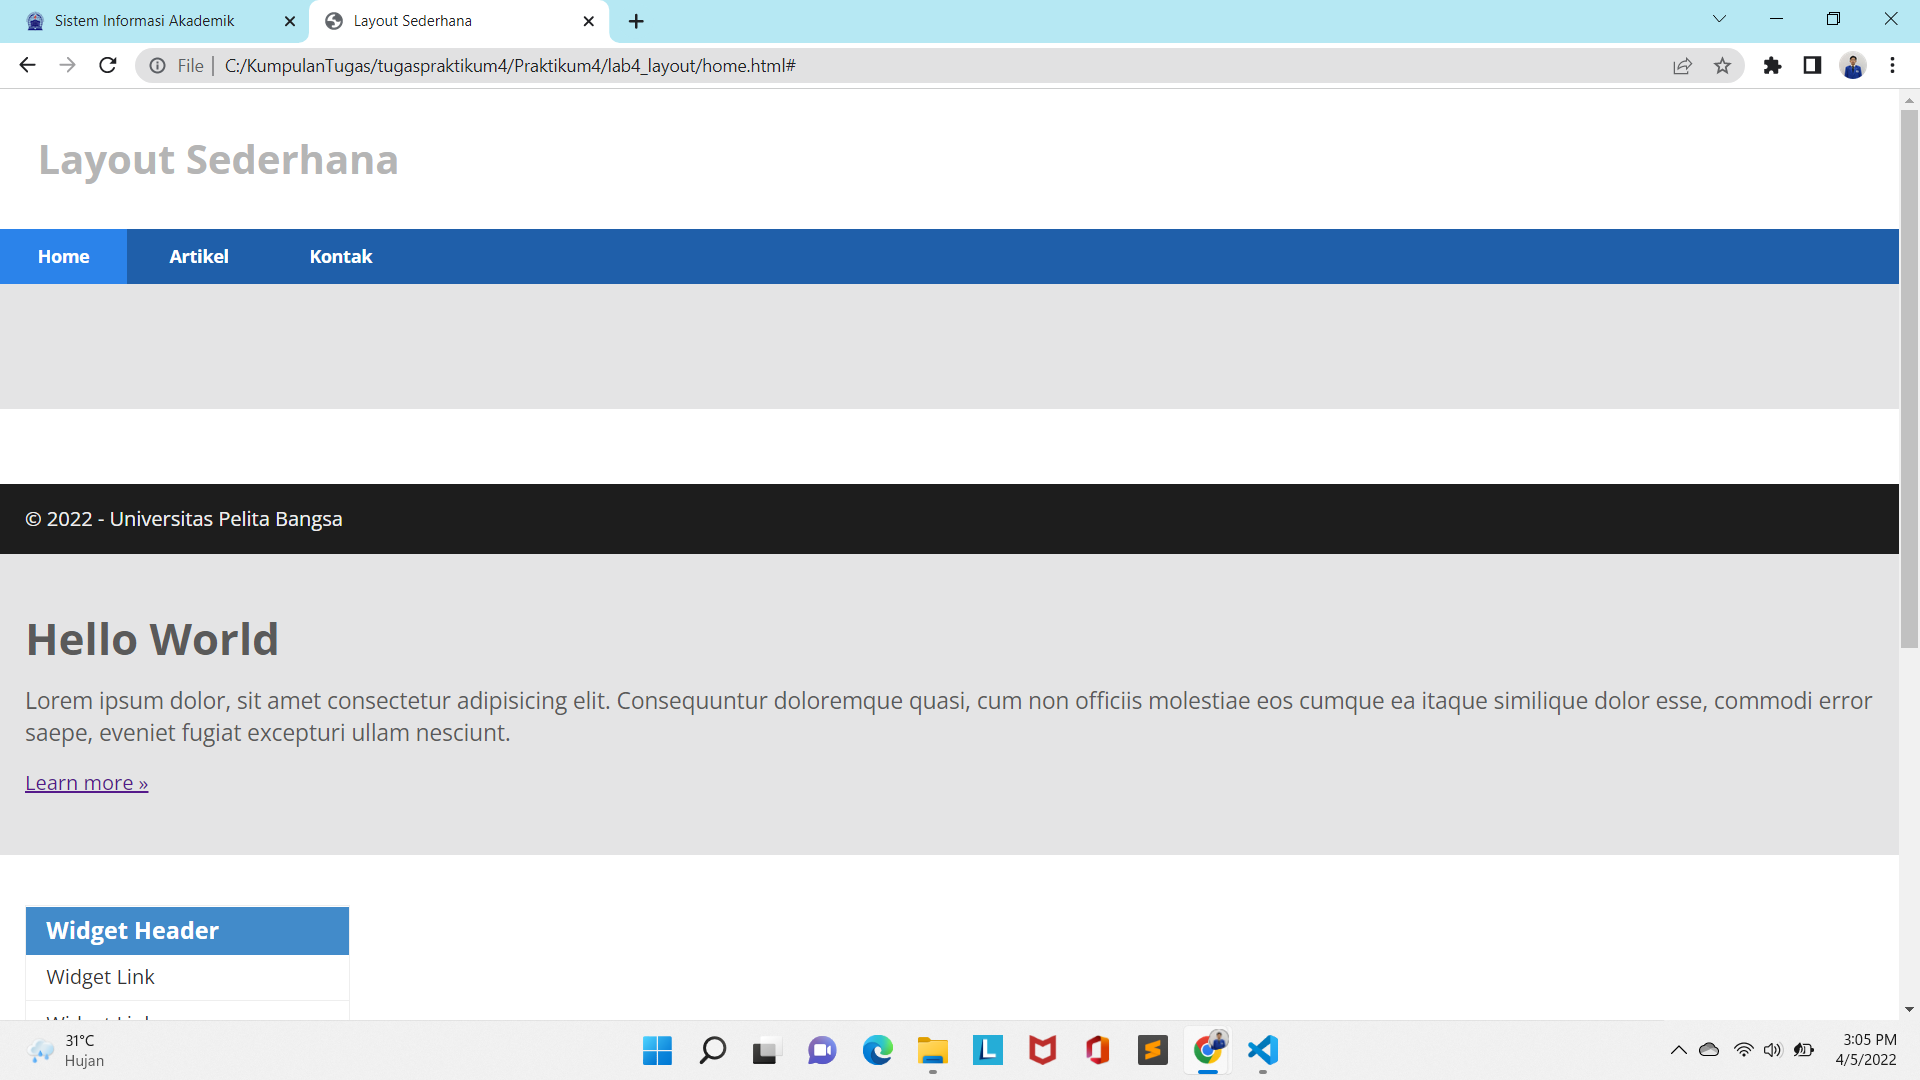 Sistem Informasi Akademik
Layout Sederhana
File | C:/KumpulanTugas/tugaspraktikum4/Praktikum4/lab4_layout/home.html#
Layout Sederhana
Home Artikel Kontak
© 2022 - Universitas Pelita Bangsa
Hello World
Lorem ipsum dolor, sit amet consectetur adipisicing elit. Consequuntur doloremque quasi, cum non officiis molestiae eos cumque ea itaque similique dolor esse, commodi error
saepe, eveniet fugiat excepturi ullam nesciunt.
Learn more »
Widget Header
Widget Link
Widget Link
31°C
Hujan
3:05 PM
4/5/2022